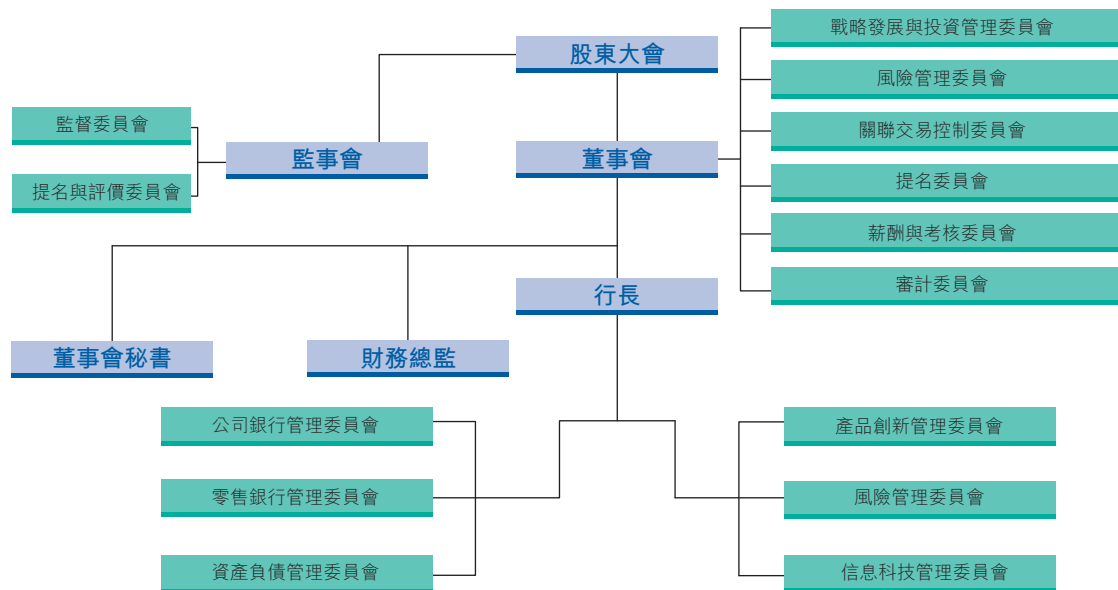 戰略發展與投資管理委員會
股東大會
風險管理委員會
監督委員會
關聯交易控制委員會
監事會
董事會
提名與評價委員會
提名委員會
薪酬與考核委員會
行長
審計委員會
董事會秘書
財務總監
公司銀行管理委員會
產品創新管理委員會
零售銀行管理委員會
風險管理委員會
資產負債管理委員會
信息科技管理委員會